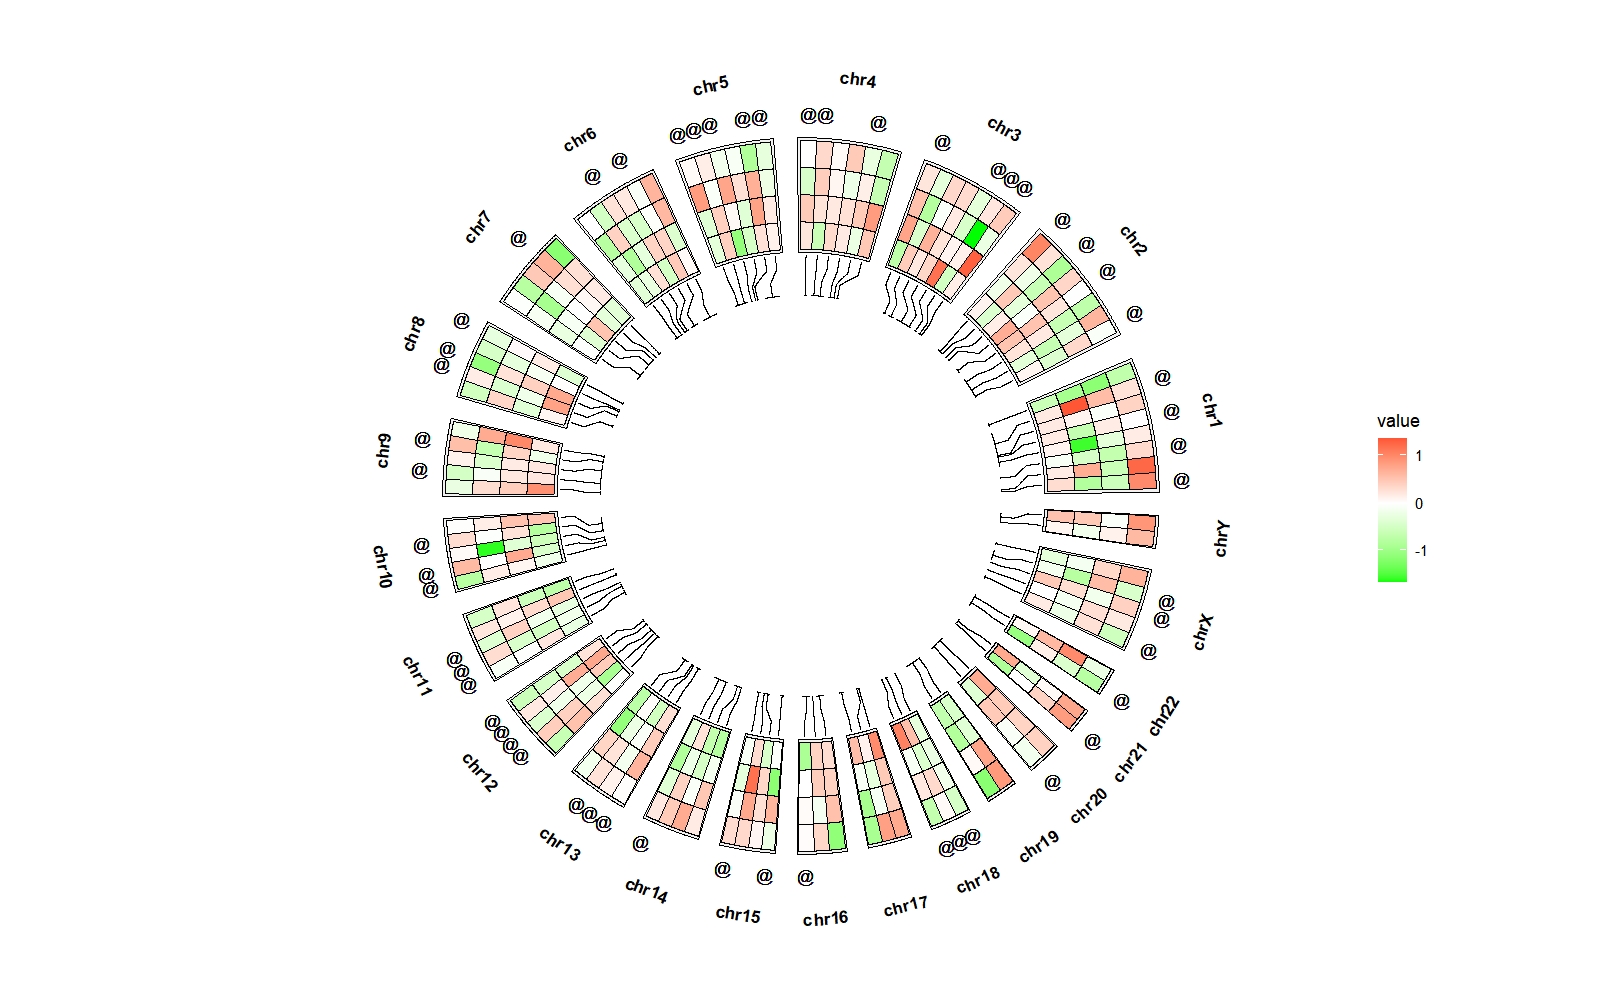 chr1
@ @ @ @
chr2
@ @ @ @
chr3
@ @@@
chr4
@@ @
chr5
@@@ @@
chr6
@ @
chr7
@
chr8
@ @@
chr9
@ @
chr10
@ @@
chr11
@@@
chr12
@@@@
chr13
@@@
chr14
@
chr15
@ @
chr16
@
chr17
chr18
@@@
chr19
chr20
@
chr21
@
chr22
@
chrX
@@ @
chrY
value
1
0
-1